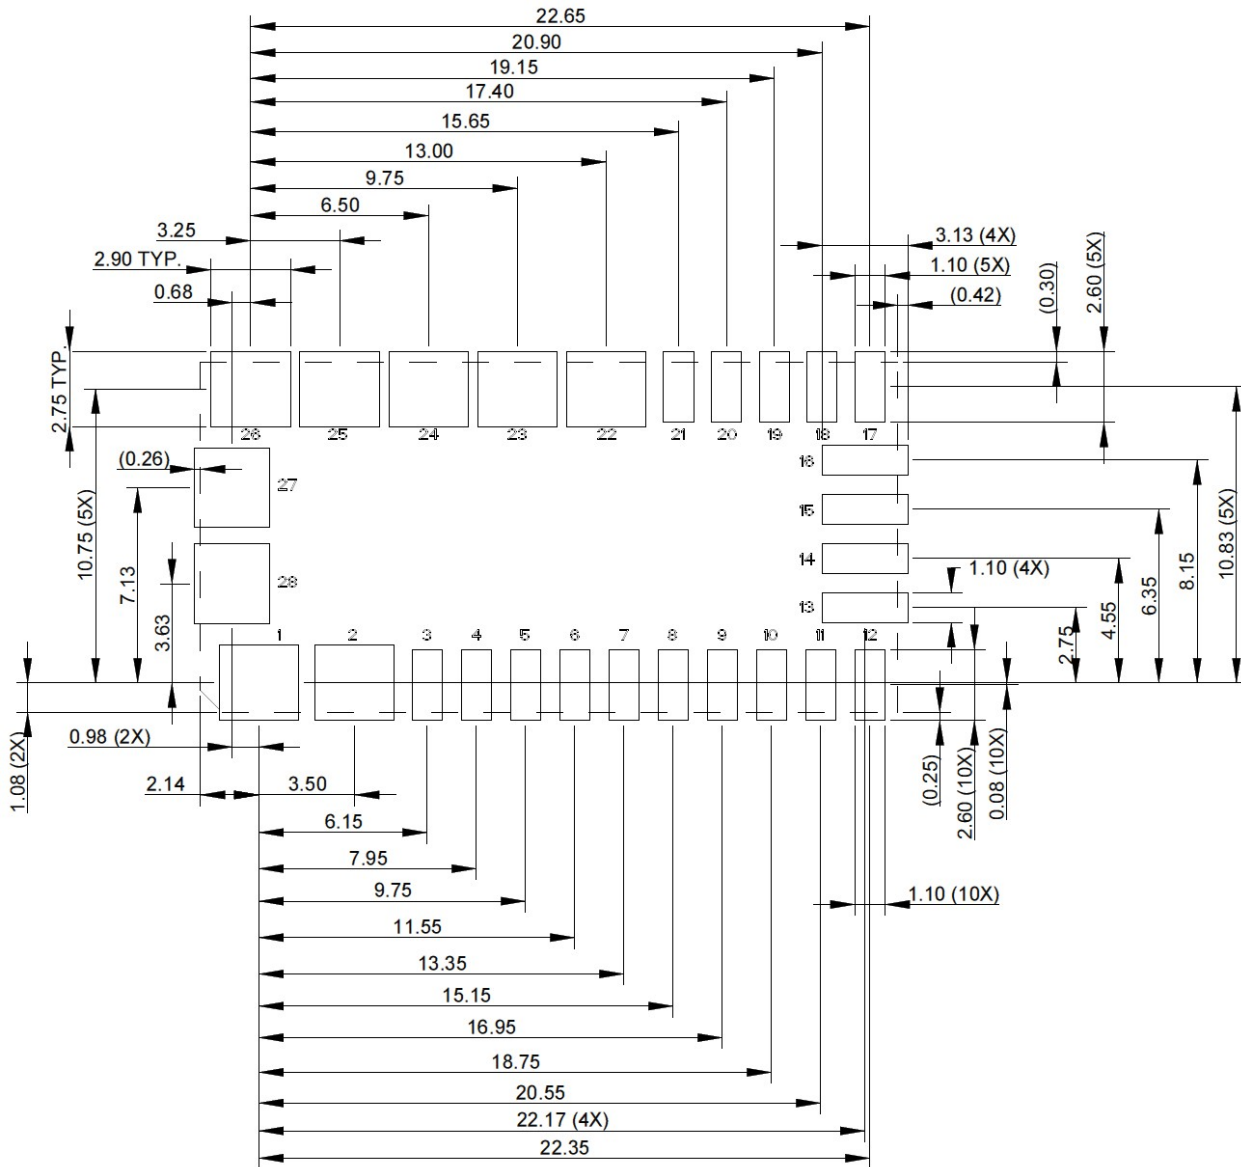 22.65
20.90
19.15
17.40
15.65
13.00
9.75
6.50
3.25
3.13 (4X)
2.90 TYP.
1.10 (5X)
0.68
(0.42)
(0.30)
2.60 (5X)
2.75 TYP.
26 25 24 23 22 21 20 19 18 17
16
(0.26)
27
15
10.75 (5X)
7.13
10.83 (5X)
8.15
6.35
14
1.10 (4X)
28
4.55
13
3.63
2.75
1 2 3 4 5 6 7 8 9 10 11 12
1.08 (2X)
0.98 (2X)
(0.25)
2.60 (10X)
0.08 (10X)
2.14
3.50
6.15
7.95
9.75
1.10 (10X)
11.55
13.35
15.15
16.95
18.75
20.55
22.17 (4X)
22.35